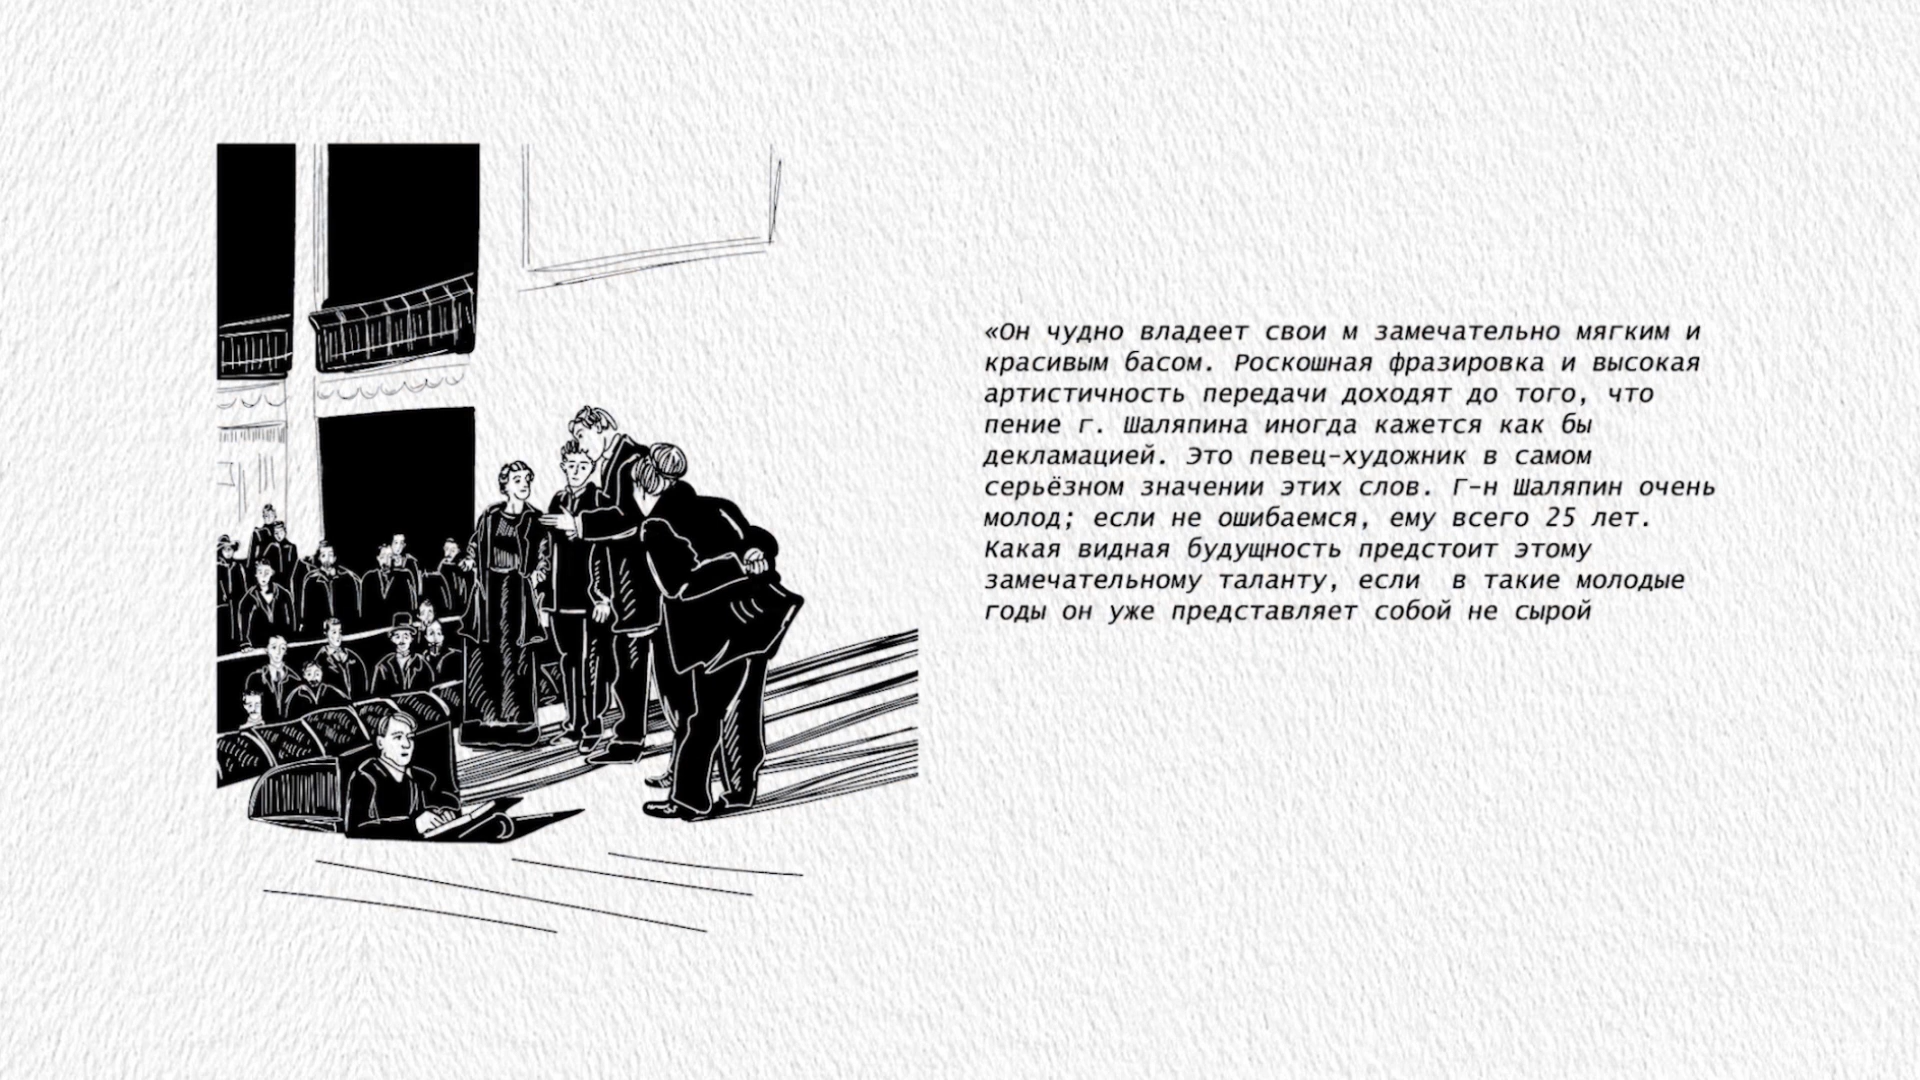 «Он чудно владеет свои м замечательно мягким и
красивым басом. Роскошная фразировка и высокая
артистичность передачи доходят до того, что
пение г. Шаляпина иногда кажется как бы
декламацией. Это певец-художник в самом
серьёзном значении этих слов. Г-н Шаляпин очень
молод; если не ошибаемся, ему всего 25 лет.
Какая видная будущность предстоит этому
замечательному таланту, если  в такие молодые
годы он уже представляет собой не сырой